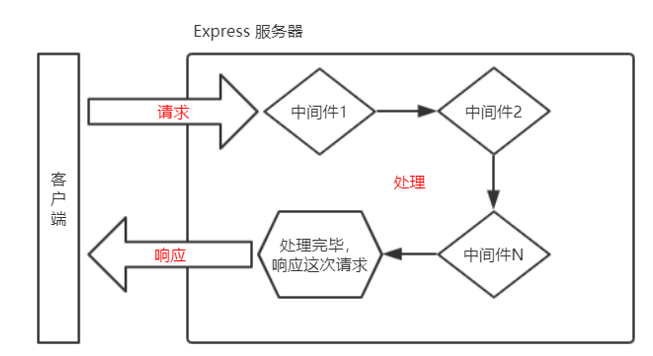 Express 服务器
请求
中间件1
中间件2
处理
客
户
端
响应
处理完毕，
响应这次请求
中间件N